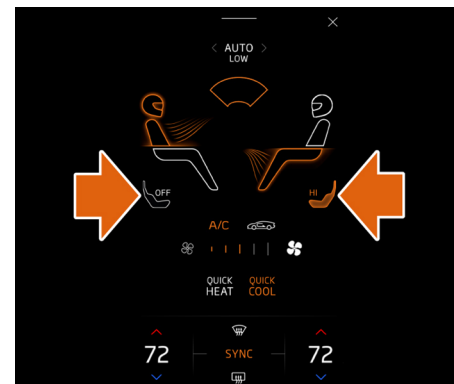 AUTO
LOW
OFF
HI
A/C
QUICK
HEAT
QUICK
COOL
72
SYNC
72